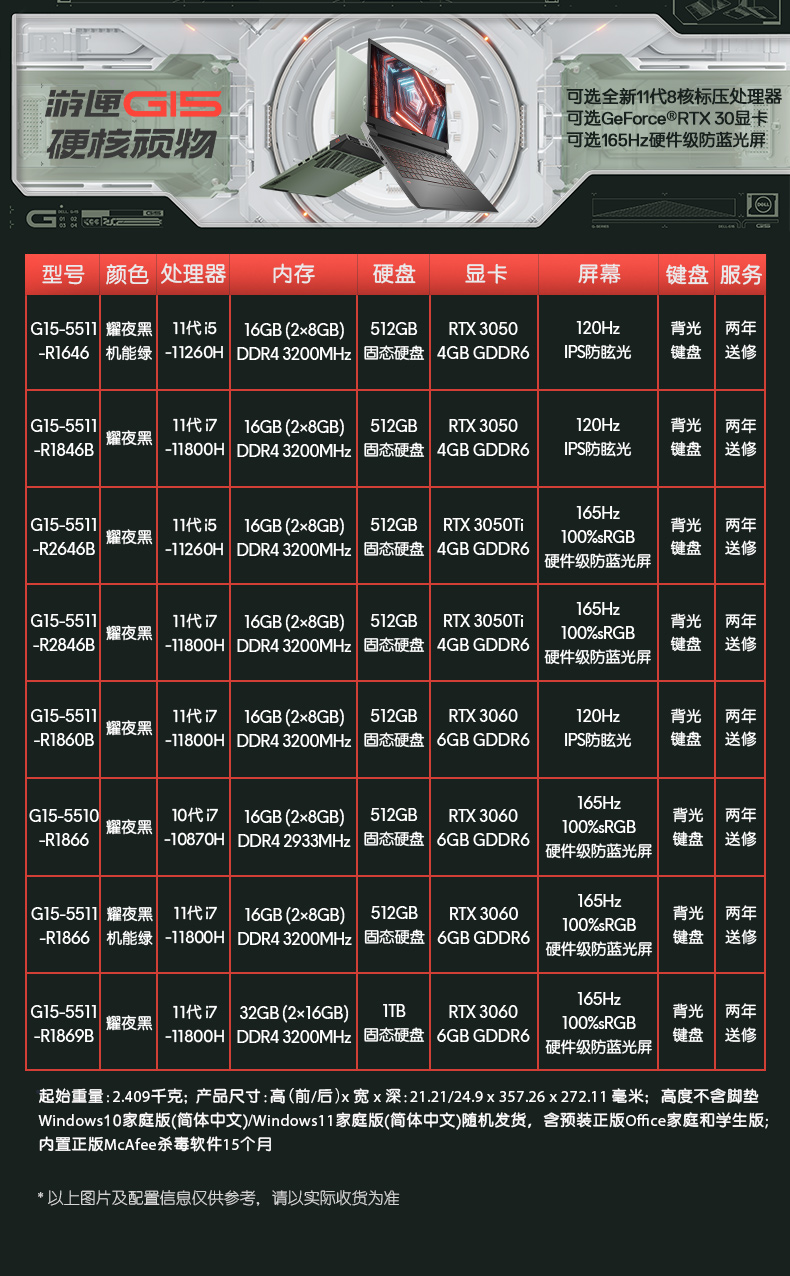 游匣G15
硬核顽物
可选全新11代8核标压处理器
可选GeForce®RTX 30显卡
可选165Hz硬件级防蓝光屏
DELL
G15
型号 颜色 处理器 内存 硬盘 显卡 屏幕 键盘 服务
G15-5511 耀夜黑 11代 i5 16GB (2×8GB) 512GB RTX 3050 120Hz 背光 两年
-R1646 机能绿 -11260H DDR4 3200MHz 固态硬盘 4GB GDDR6 IPS防眩光 键盘 送修
G15-5511 耀夜黑 11代 i7 16GB (2×8GB) 512GB RTX 3050 120Hz 背光 两年
-R1846B -11800H DDR4 3200MHz 固态硬盘 4GB GDDR6 IPS防眩光 键盘 送修
165Hz
G15-5511 耀夜黑 11代 i5 16GB (2×8GB) 512GB RTX 3050Ti 100%sRGB 背光 两年
-R2646B -11260H DDR4 3200MHz 固态硬盘 4GB GDDR6 硬件级防蓝光屏 键盘 送修
165Hz
G15-5511 耀夜黑 11代 i7 16GB (2×8GB) 512GB RTX 3050Ti 100%sRGB 背光 两年
-R2846B -11800H DDR4 3200MHz 固态硬盘 4GB GDDR6 硬件级防蓝光屏 键盘 送修
G15-5511 耀夜黑 11代 i7 16GB (2×8GB) 512GB RTX 3060 120Hz 背光 两年
-R1860B -11800H DDR4 3200MHz 固态硬盘 6GB GDDR6 IPS防眩光 键盘 送修
165Hz
G15-5510 耀夜黑 10代 i7 16GB (2×8GB) 512GB RTX 3060 100%sRGB 背光 两年
-R1866 -10870H DDR4 2933MHz 固态硬盘 6GB GDDR6 硬件级防蓝光屏 键盘 送修
165Hz
G15-5511 耀夜黑 11代 i7 16GB (2×8GB) 512GB RTX 3060 100%sRGB 背光 两年
-R1866 机能绿 -11800H DDR4 3200MHz 固态硬盘 6GB GDDR6 硬件级防蓝光屏 键盘 送修
165Hz
G15-5511 耀夜黑 11代 i7 32GB (2×16GB) 1TB RTX 3060 100%sRGB 背光 两年
-R1869B -11800H DDR4 3200MHz 固态硬盘 6GB GDDR6 硬件级防蓝光屏 键盘 送修
起始重量：2.409千克；产品尺寸：高（前/后）x 宽 x 深：21.21/24.9 x 357.26 x 272.11 毫米；高度不含脚垫
Windows10家庭版(简体中文)/Windows11家庭版(简体中文)随机发货，含预装正版Office家庭和学生版;
内置正版McAfee杀毒软件15个月
* 以上图片及配置信息仅供参考，请以实际收货为准